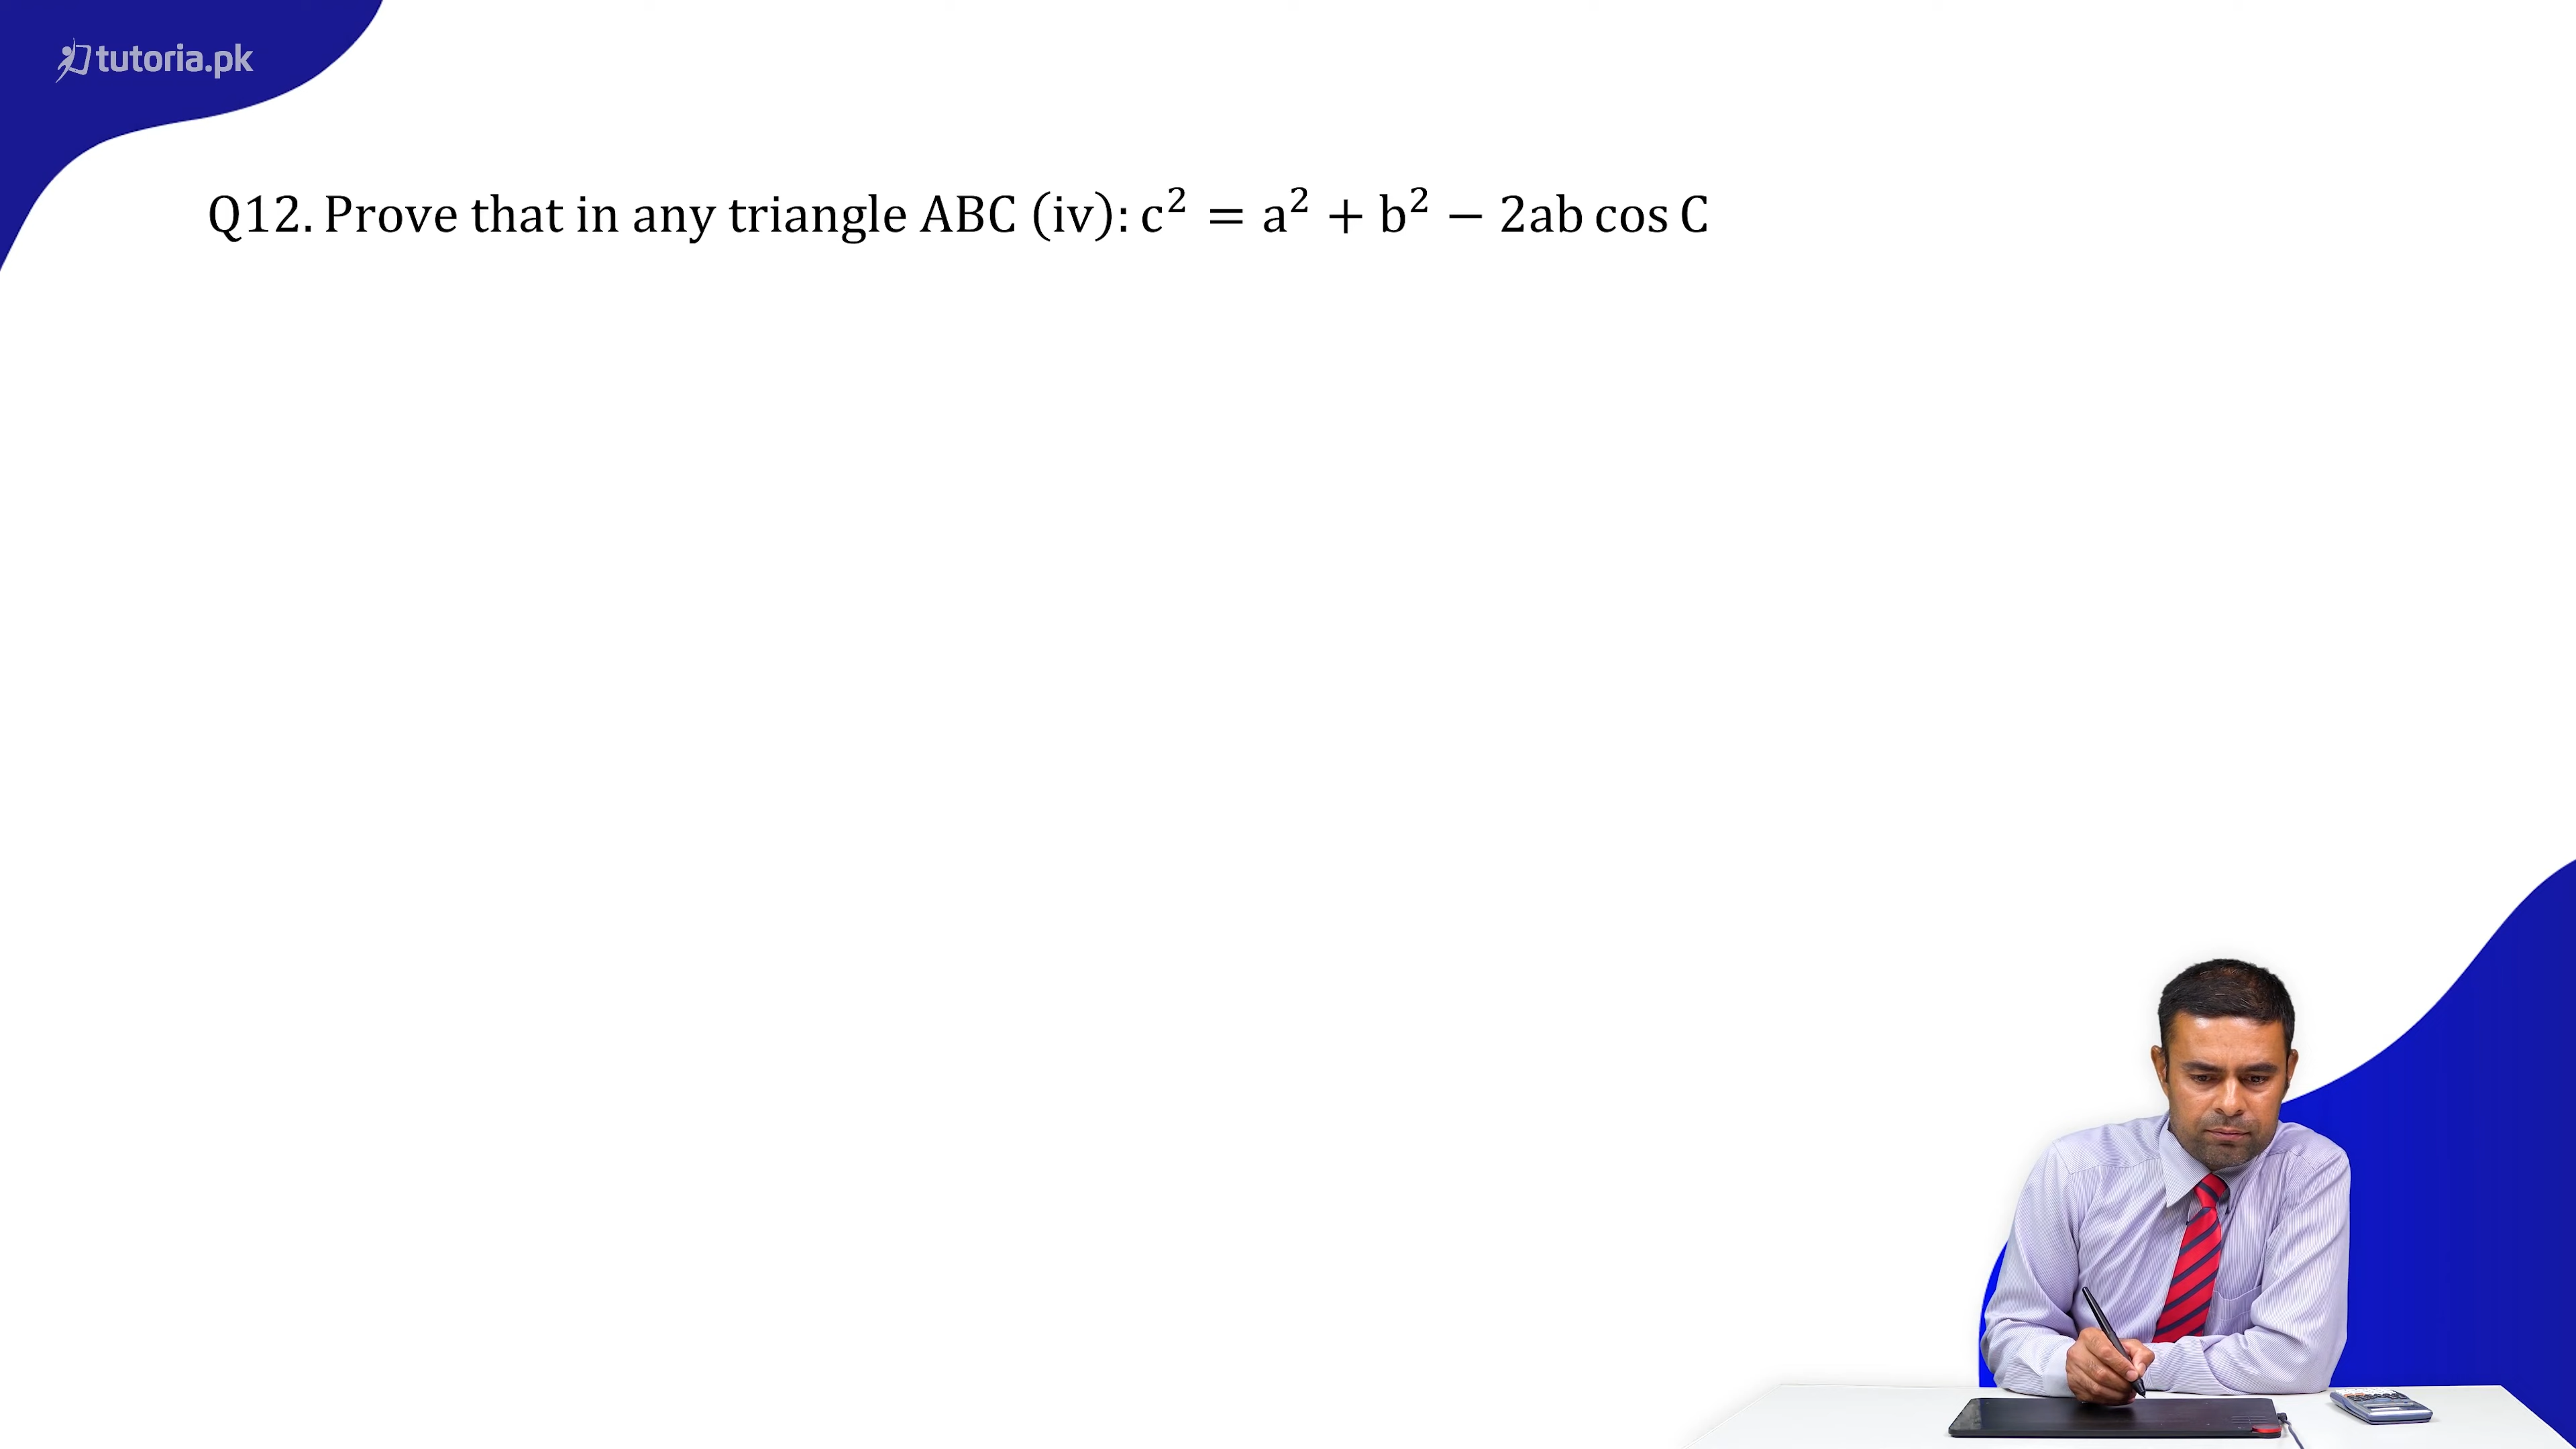 tutoria.pk
Q12. Prove that in any triangle ABC (iv): c² = a² + b² − 2ab cos C